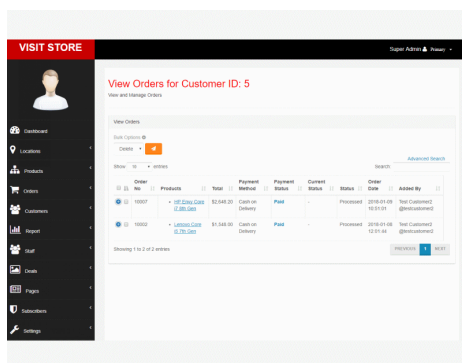 VISIT STORE
Super Admin Primary
View Orders for Customer ID: 5
View and Manage Orders
Dashboard
Locations
Products
Orders
Customers
Report
Staff
Deals
Pages
Subscribers
Settings
View Orders
Bulk Options
Delete
Advanced Search
Show 10 entries Search:
Order No Products Total Payment Method Payment Status Current Status Status Order Date Added By
10007 HP Envy Core i7 8th Gen $2,648.20 Cash on Delivery Paid - Processed 2018-01-09 10:51:01 Test Customer2 @testcustomer2
10002 Lenovo Core i5 7th Gen $1,548.00 Cash on Delivery Paid - Processed 2018-01-08 12:01:44 Test Customer2 @testcustomer2
Showing 1 to 2 of 2 entries
PREVIOUS 1 NEXT